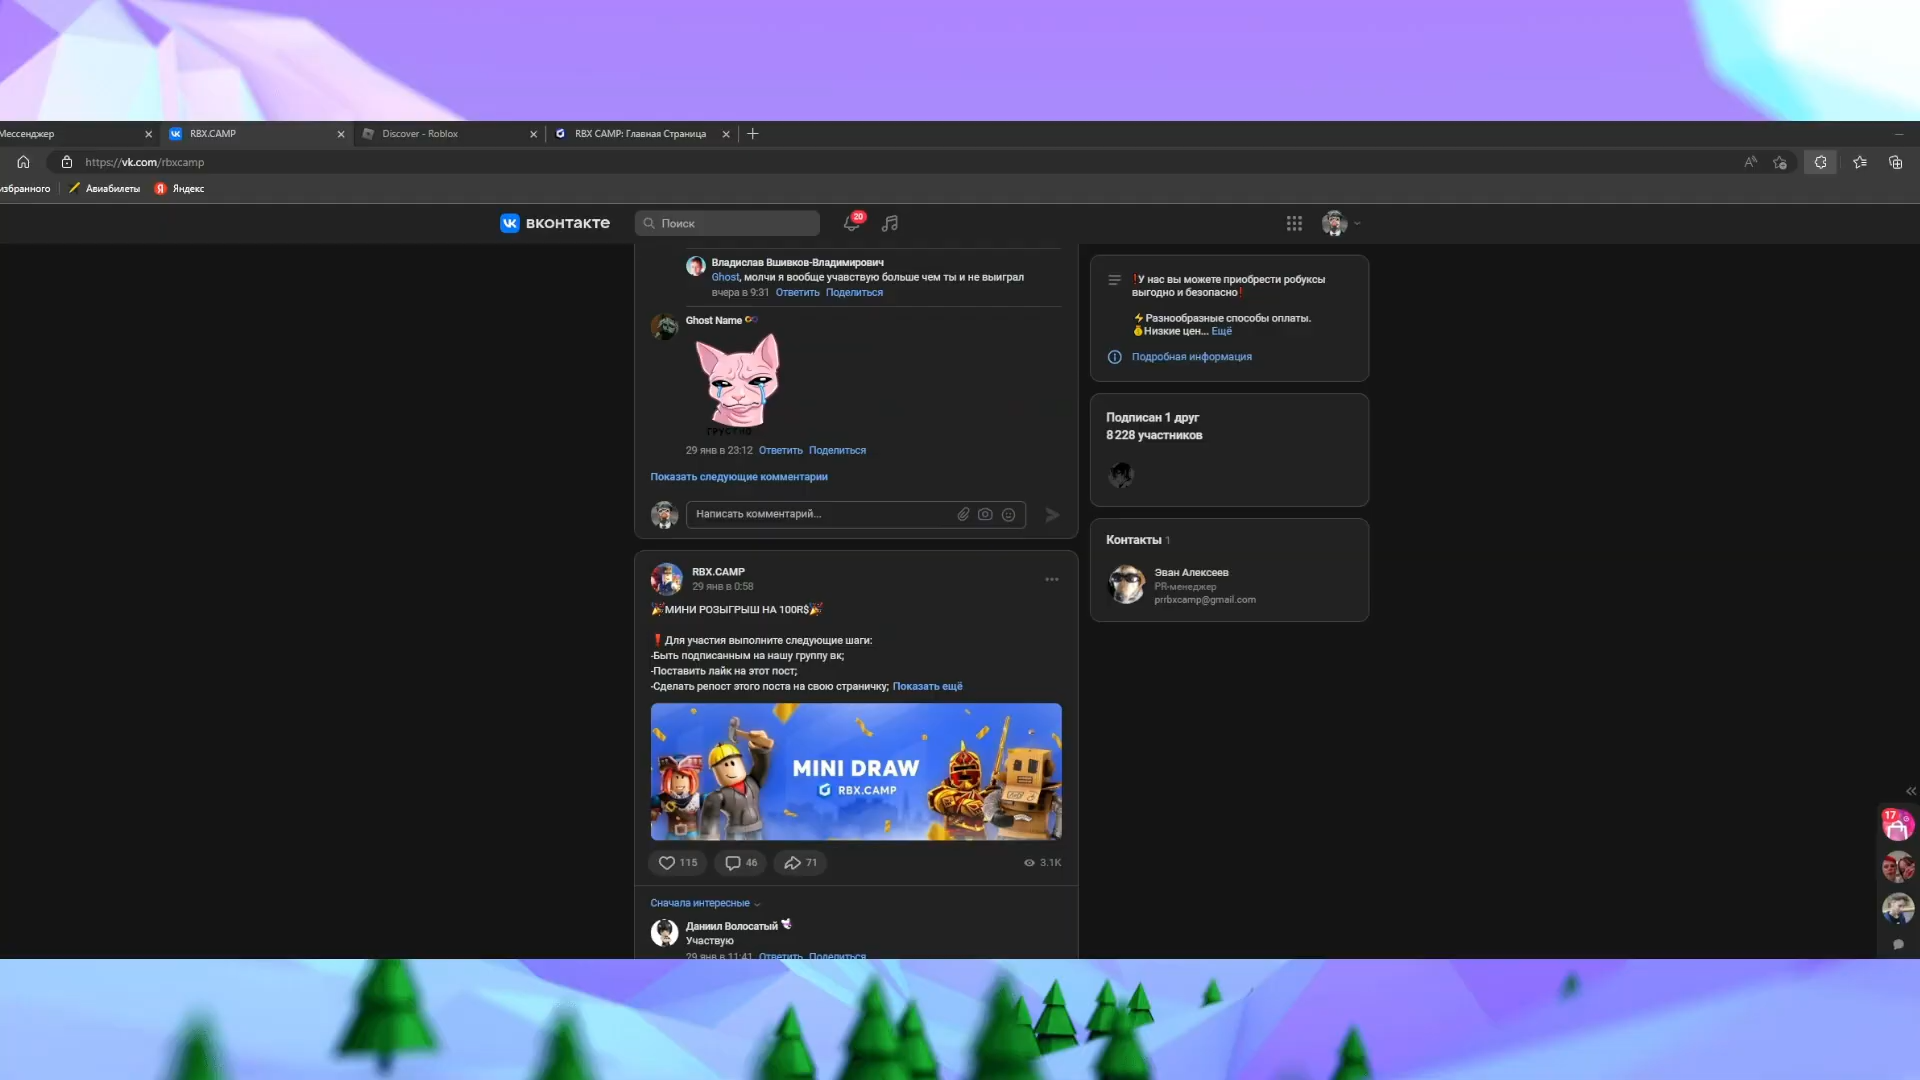 Мессенджер
RBX.CAMP
Discover - Roblox
RBX CAMP: Главная Страница
https://vk.com/rbxcamp
избранного
Авиабилеты
Яндекс
ВКОНТАКТЕ
Поиск
20
Владислав Вшивков-Владимирович
Ghost, молчи я вообще учавствую больше чем ты и не выиграл
вчера в 9:31 Ответить Поделиться
Ghost Name
ГРУСТНО
29 янв в 23:12 Ответить Поделиться
Показать следующие комментарии
Написать комментарий...
RBX.CAMP
29 янв в 0:58
МИНИ РОЗЫГРЫШ НА 100R$
❗Для участия выполните следующие шаги:
-Быть подписанным на нашу группу вк;
-Поставить лайк на этот пост;
-Сделать репост этого поста на свою страничку; Показать ещё
MINI DRAW
RBX.CAMP
115 46 71 3.1K
Сначала интересные
Даниил Волосатый
Участвую
29 янв в 11:41 Ответить Поделиться
❗У нас вы можете приобрести робуксы
выгодно и безопасно❗
⚡Разнообразные способы оплаты.
💰Низкие цен... Ещё
Подробная информация
Подписан 1 друг
8 228 участников
Контакты 1
Эван Алексеев
PR-менеджер
prrbxcamp@gmail.com
17